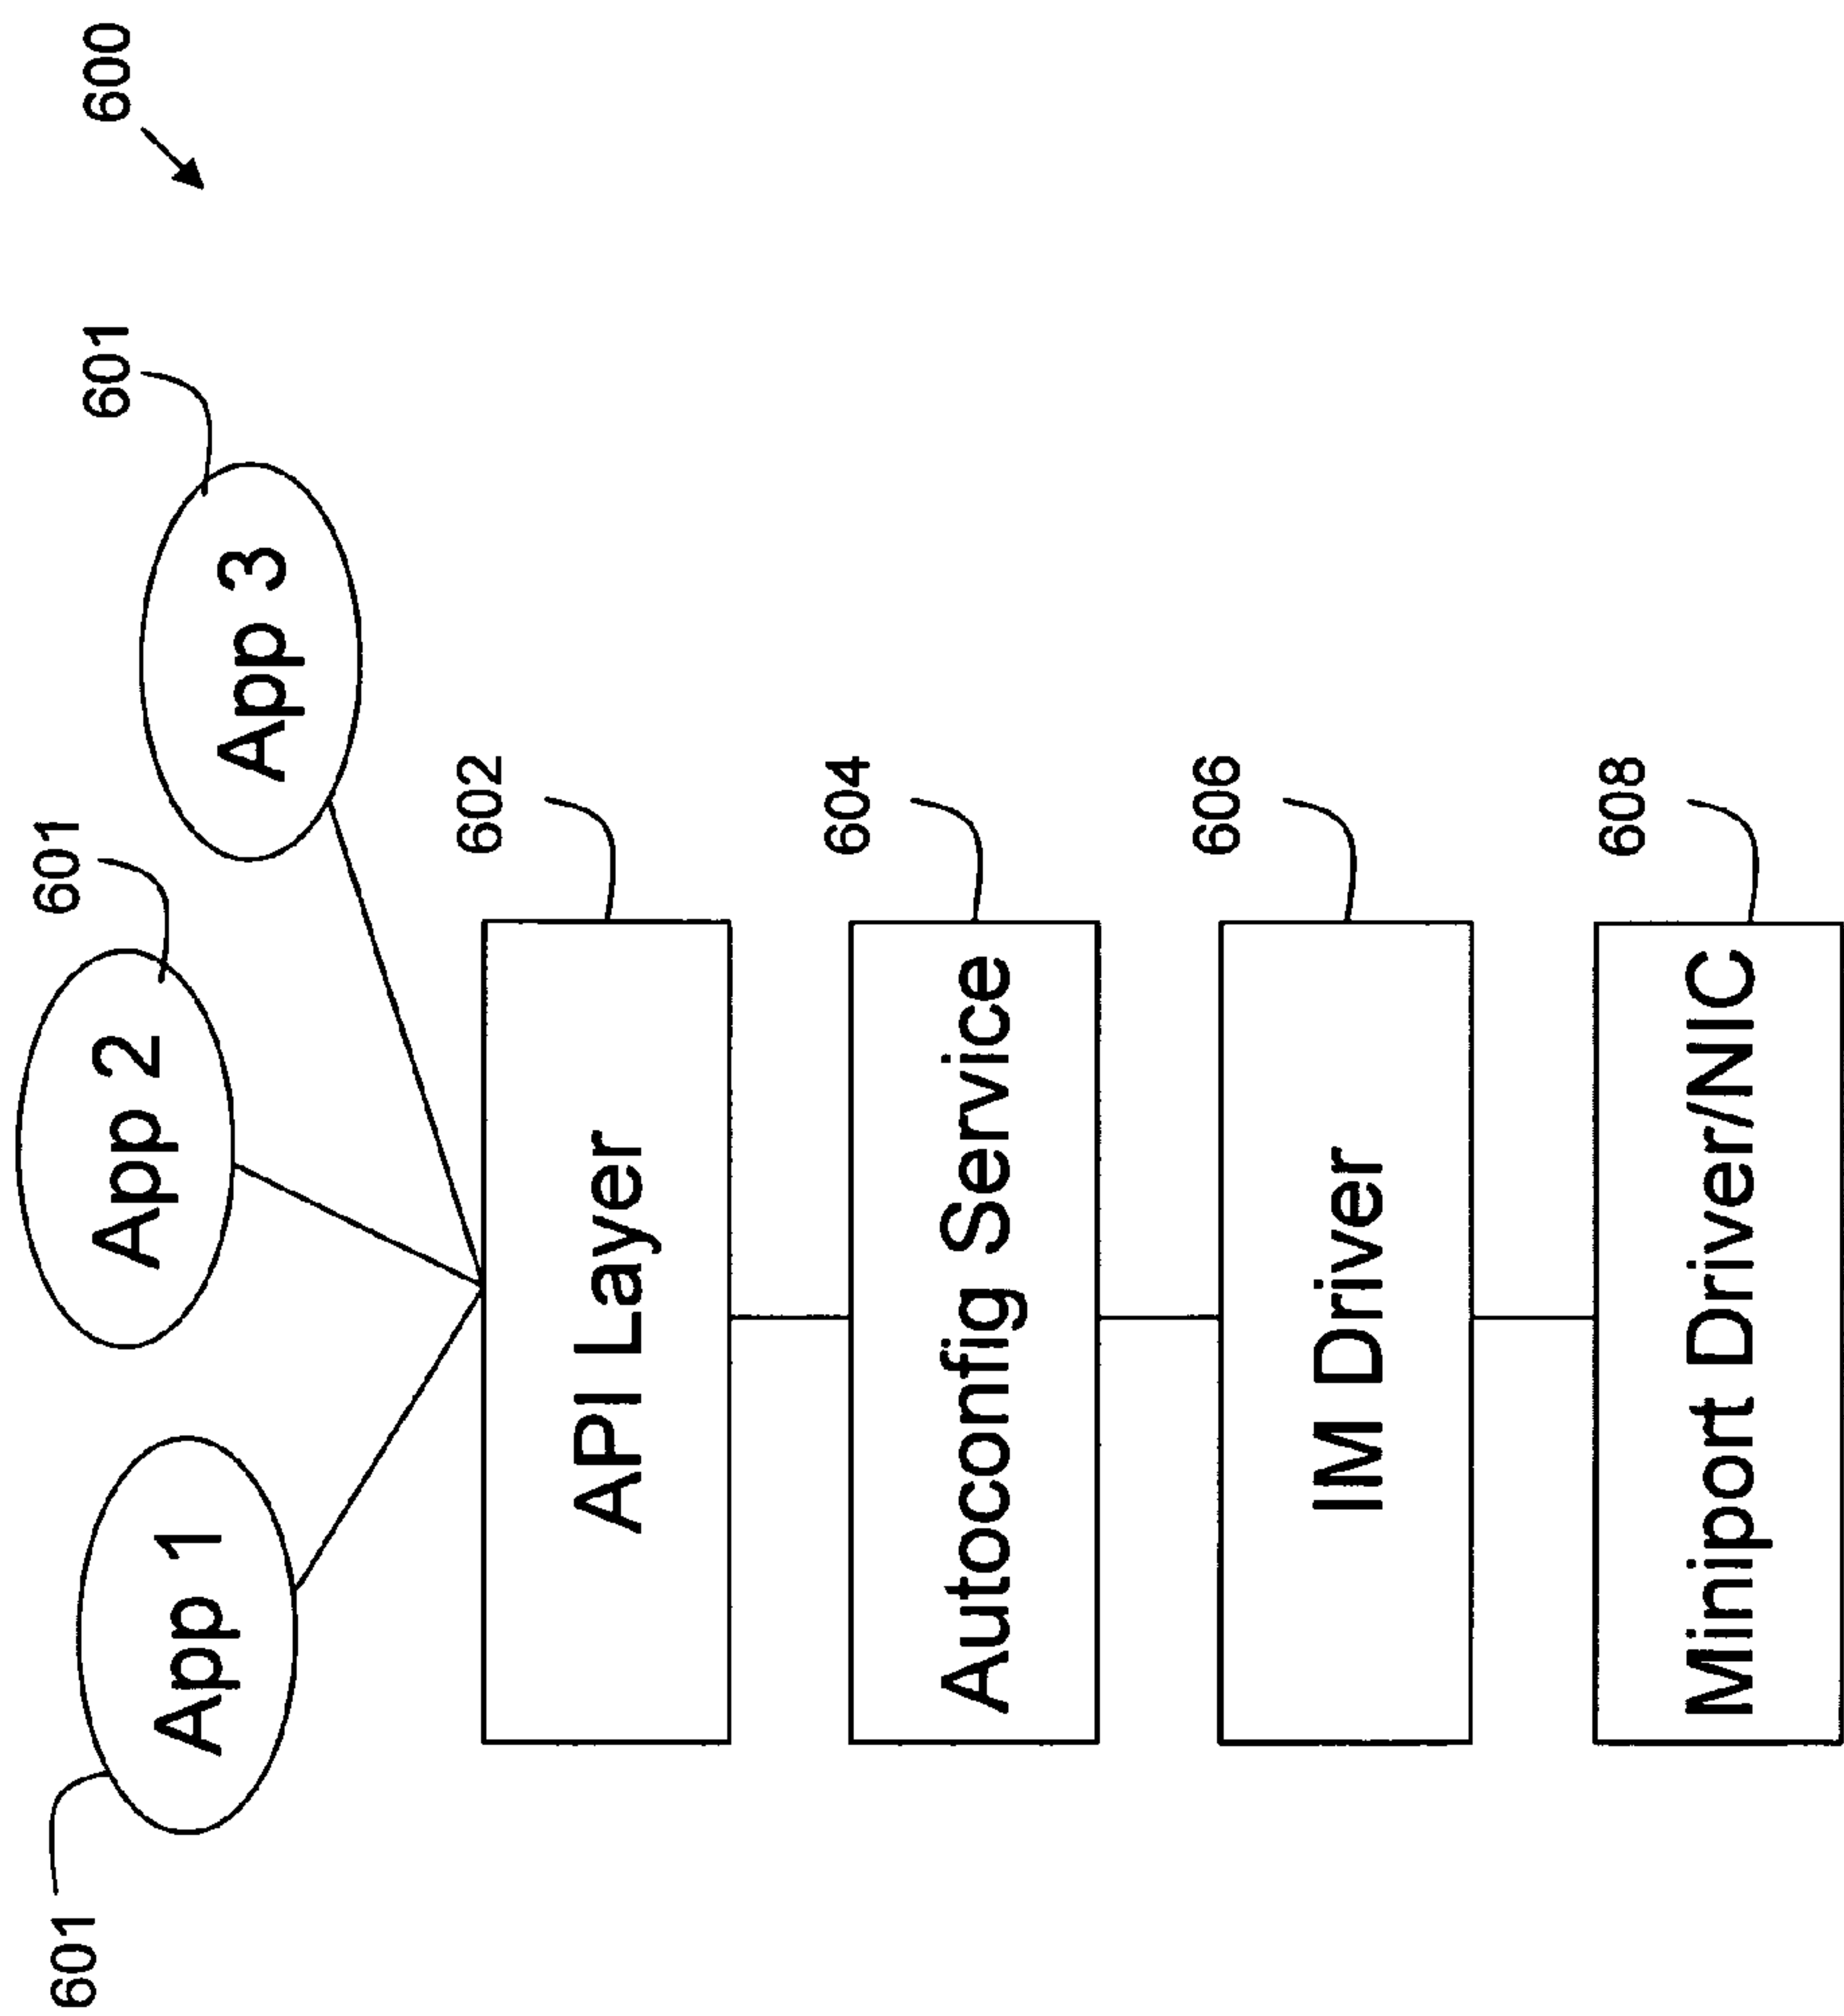 600
601
App 1
601
App 2
601
App 3
602
API Layer
604
Autoconfig Service
606
IM Driver
608
Miniport Driver/NIC